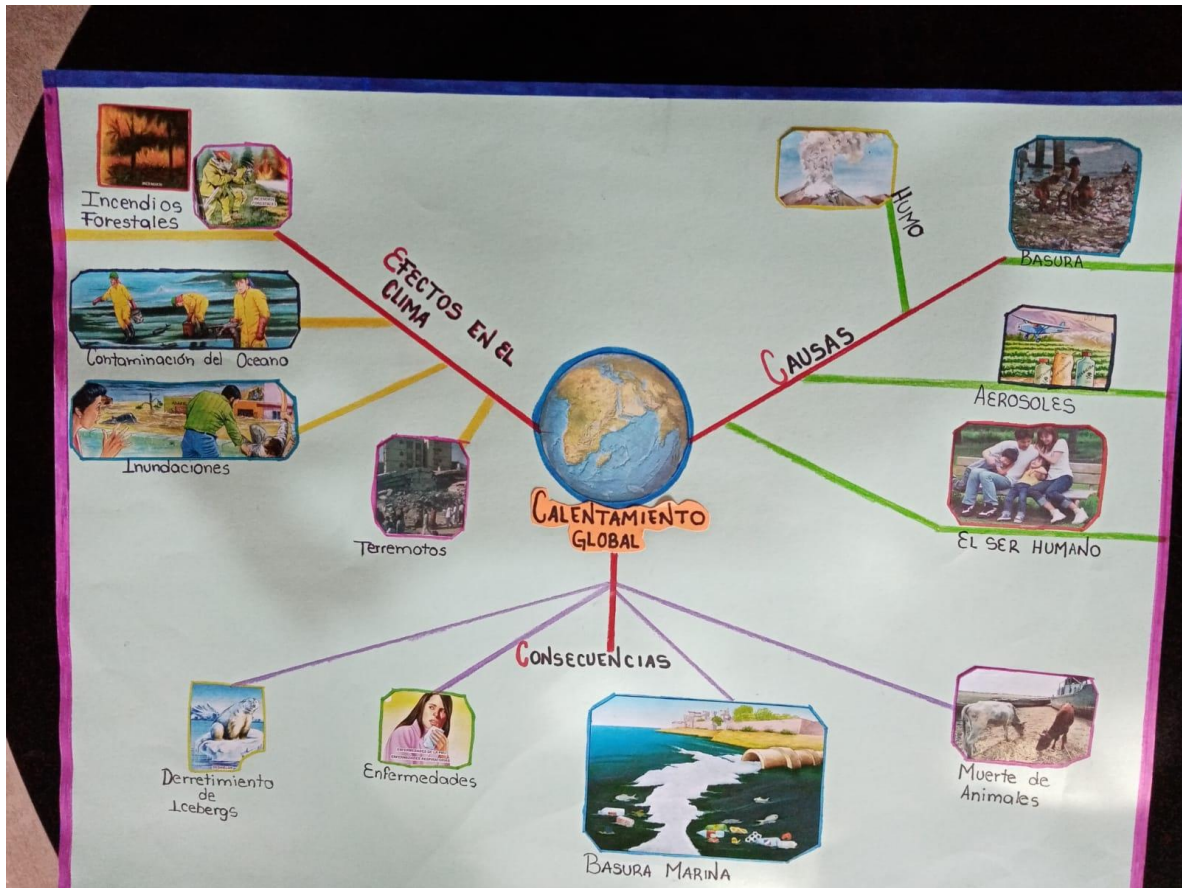 Incendios
Forestales
EFECTOS EN EL
CLIMA
Contaminación del Oceano
Inundaciones
Terremotos
HUMO
BASURA
CAUSAS
AEROSOLES
EL SER HUMANO
CALENTAMIENTO
GLOBAL
CONSECUENCIAS
Derretimiento
de
Icebergs
Enfermedades
BASURA MARINA
Muerte de
Animales